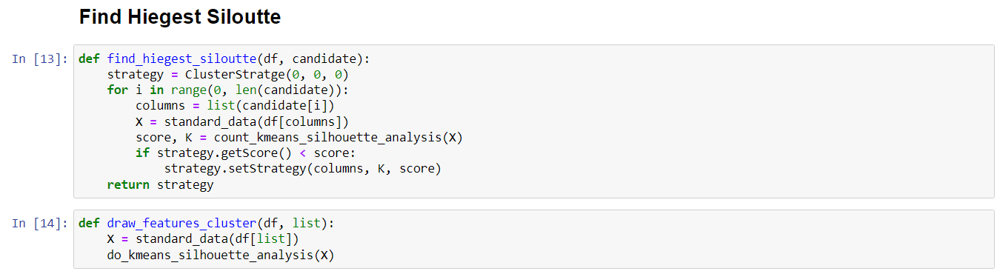 Find Hiegest Siloutte
In [13]: def find_hiegest_siloutte(df, candidate):
    strategy = ClusterStratge(0, 0, 0)
    for i in range(0, len(candidate)):
        columns = list(candidate[i])
        X = standard_data(df[columns])
        score, K = count_kmeans_silhouette_analysis(X)
        if strategy.getScore() < score:
            strategy.setStrategy(columns, K, score)
    return strategy
In [14]: def draw_features_cluster(df, list):
    X = standard_data(df[list])
    do_kmeans_silhouette_analysis(X)